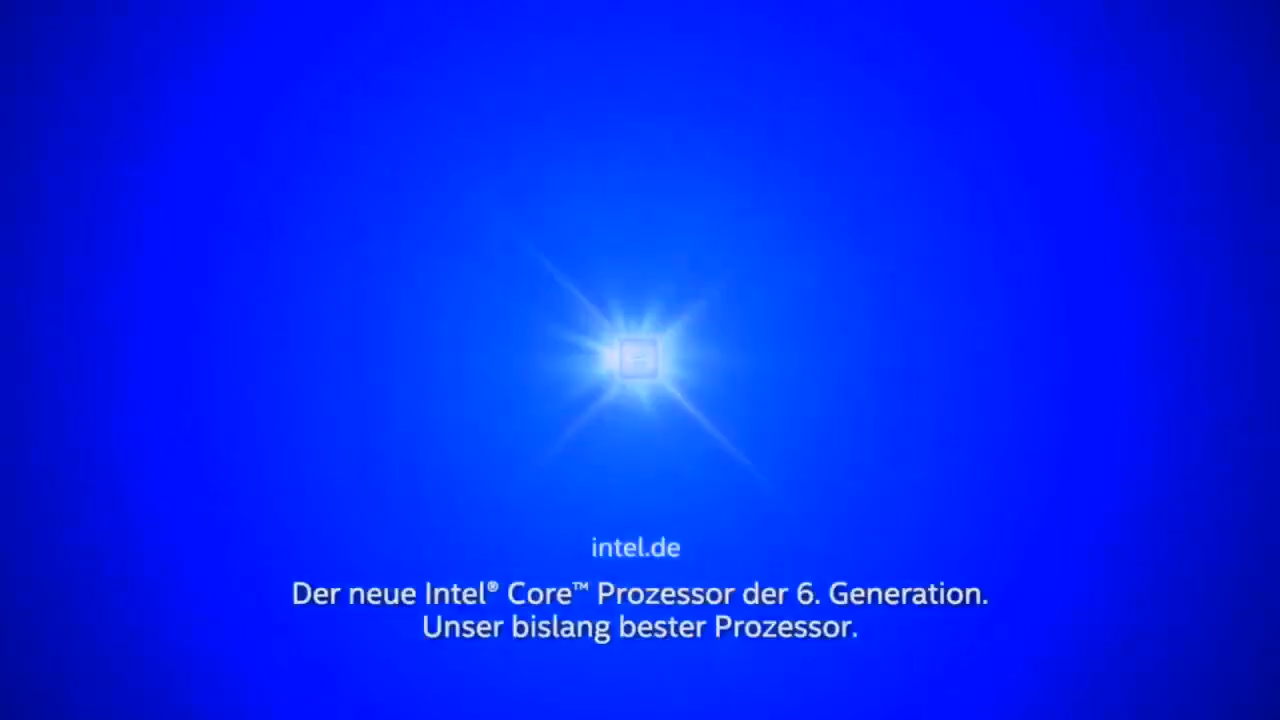 intel.de
Der neue Intel® Core™ Prozessor der 6. Generation.
Unser bislang bester Prozessor.